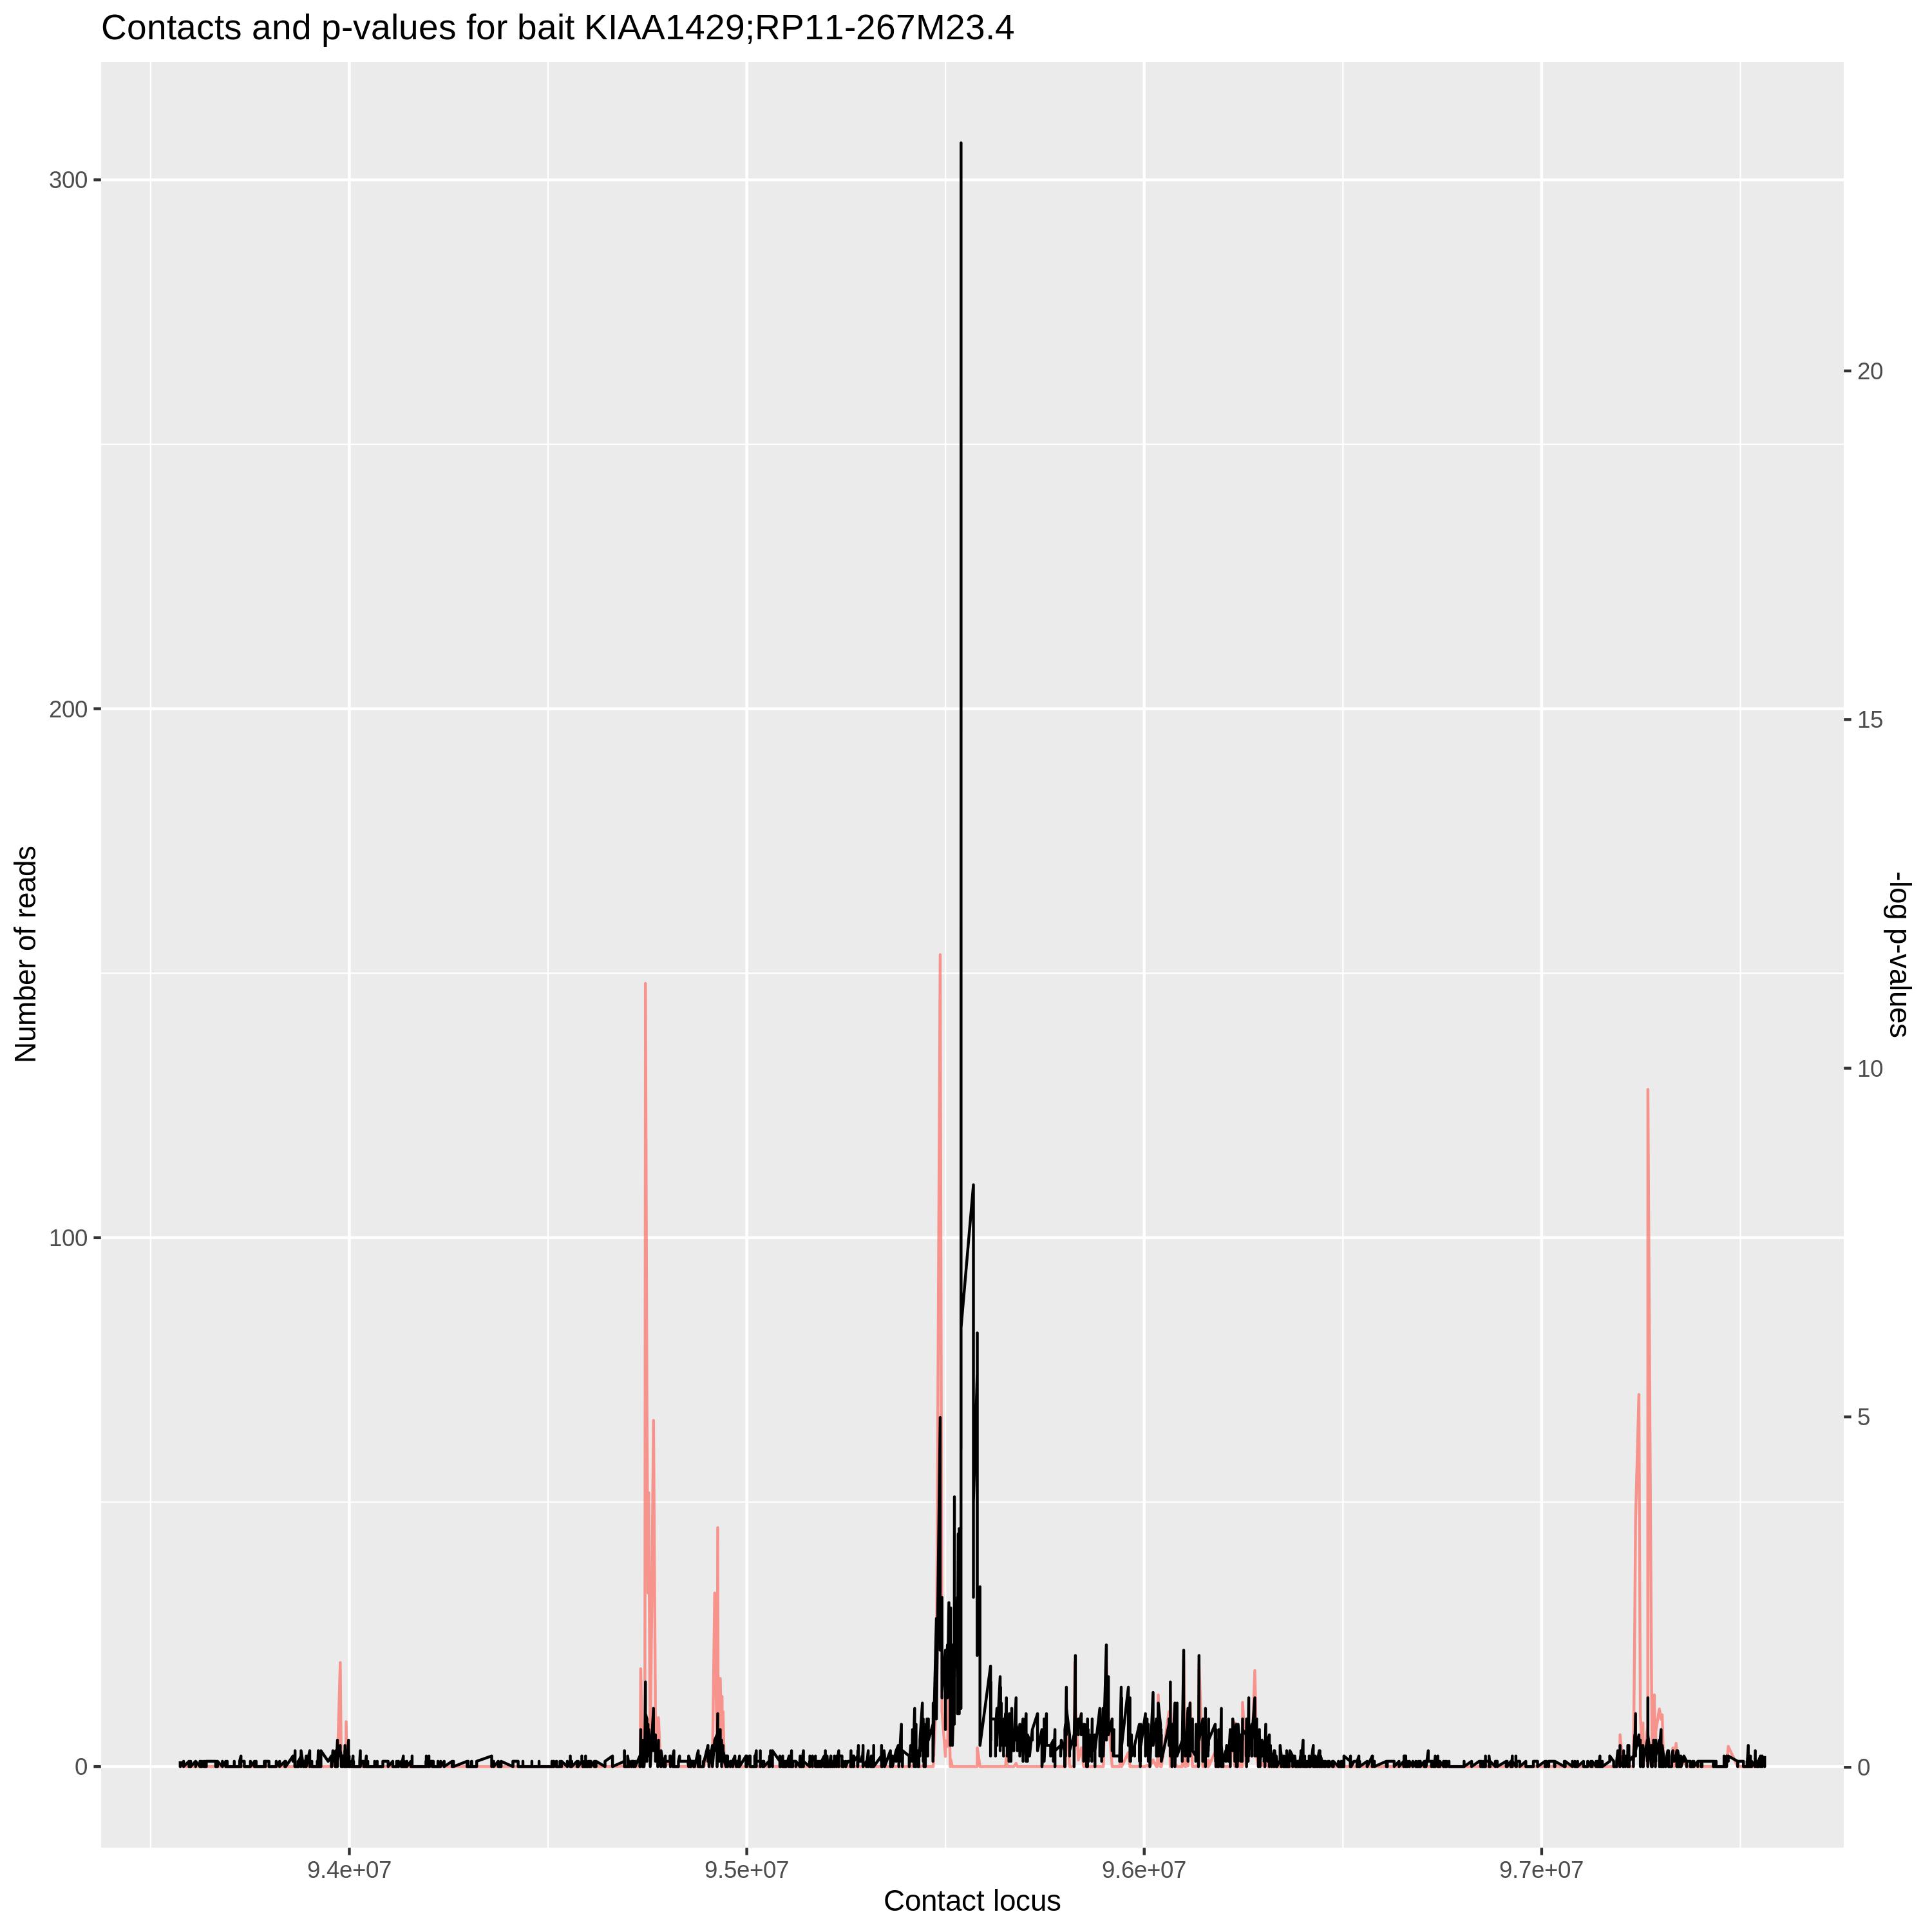 Contacts and p-values for bait KIAA1429;RP11-267M23.4
300
200
100
0
Number of reads
20
15
10
5
0
-log p-values
9.4e+07 9.5e+07 9.6e+07 9.7e+07
Contact locus